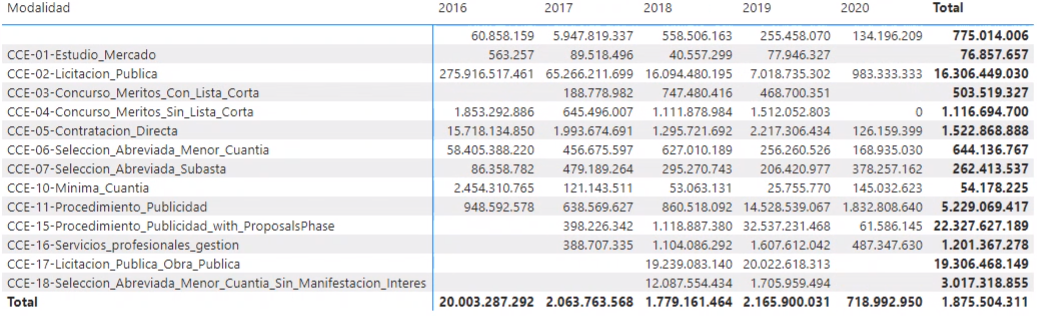 Modalidad 2016 2017 2018 2019 2020 Total
60.858.159 5.947.819.337 558.506.163 255.458.070 134.196.209 775.014.006
CCE-01-Estudio_Mercado 563.257 89.518.496 40.557.299 77.946.327 76.857.657
CCE-02-Licitacion_Publica 275.916.517.461 65.266.211.699 16.094.480.195 7.018.735.302 983.333.333 16.306.449.030
CCE-03-Concurso_Meritos_Con_Lista_Corta 188.778.982 747.480.416 468.700.351 503.519.327
CCE-04-Concurso_Meritos_Sin_Lista_Corta 1.853.292.886 645.496.007 1.111.878.984 1.512.052.803 0 1.116.694.700
CCE-05-Contratacion_Directa 15.718.134.850 1.993.674.691 1.295.721.692 2.217.306.434 126.159.399 1.522.868.888
CCE-06-Seleccion_Abreviada_Menor_Cuantia 58.405.388.220 456.675.597 627.010.189 256.260.526 168.935.030 644.136.767
CCE-07-Seleccion_Abreviada_Subasta 86.358.782 479.189.264 295.270.743 206.420.977 378.257.162 262.413.537
CCE-10-Minima_Cuantia 2.454.310.765 121.143.511 53.063.131 25.755.770 145.032.623 54.178.225
CCE-11-Procedimiento_Publicidad 948.592.578 638.569.627 860.518.092 14.528.539.067 1.832.808.640 5.229.069.417
CCE-15-Procedimiento_Publicidad_with_ProposalsPhase 398.226.342 1.118.887.380 32.537.231.468 61.586.145 22.327.627.189
CCE-16-Servicios_profesionales_gestion 388.707.335 1.104.086.292 1.607.612.042 487.347.630 1.201.367.278
CCE-17-Licitacion_Publica_Obra_Publica 19.239.083.140 20.022.618.313 19.306.468.149
CCE-18-Seleccion_Abreviada_Menor_Cuantia_Sin_Manifestacion_Interes 12.087.554.434 1.705.959.494 3.017.318.855
Total 20.003.287.292 2.063.763.568 1.779.161.464 2.165.900.031 718.992.950 1.875.504.311